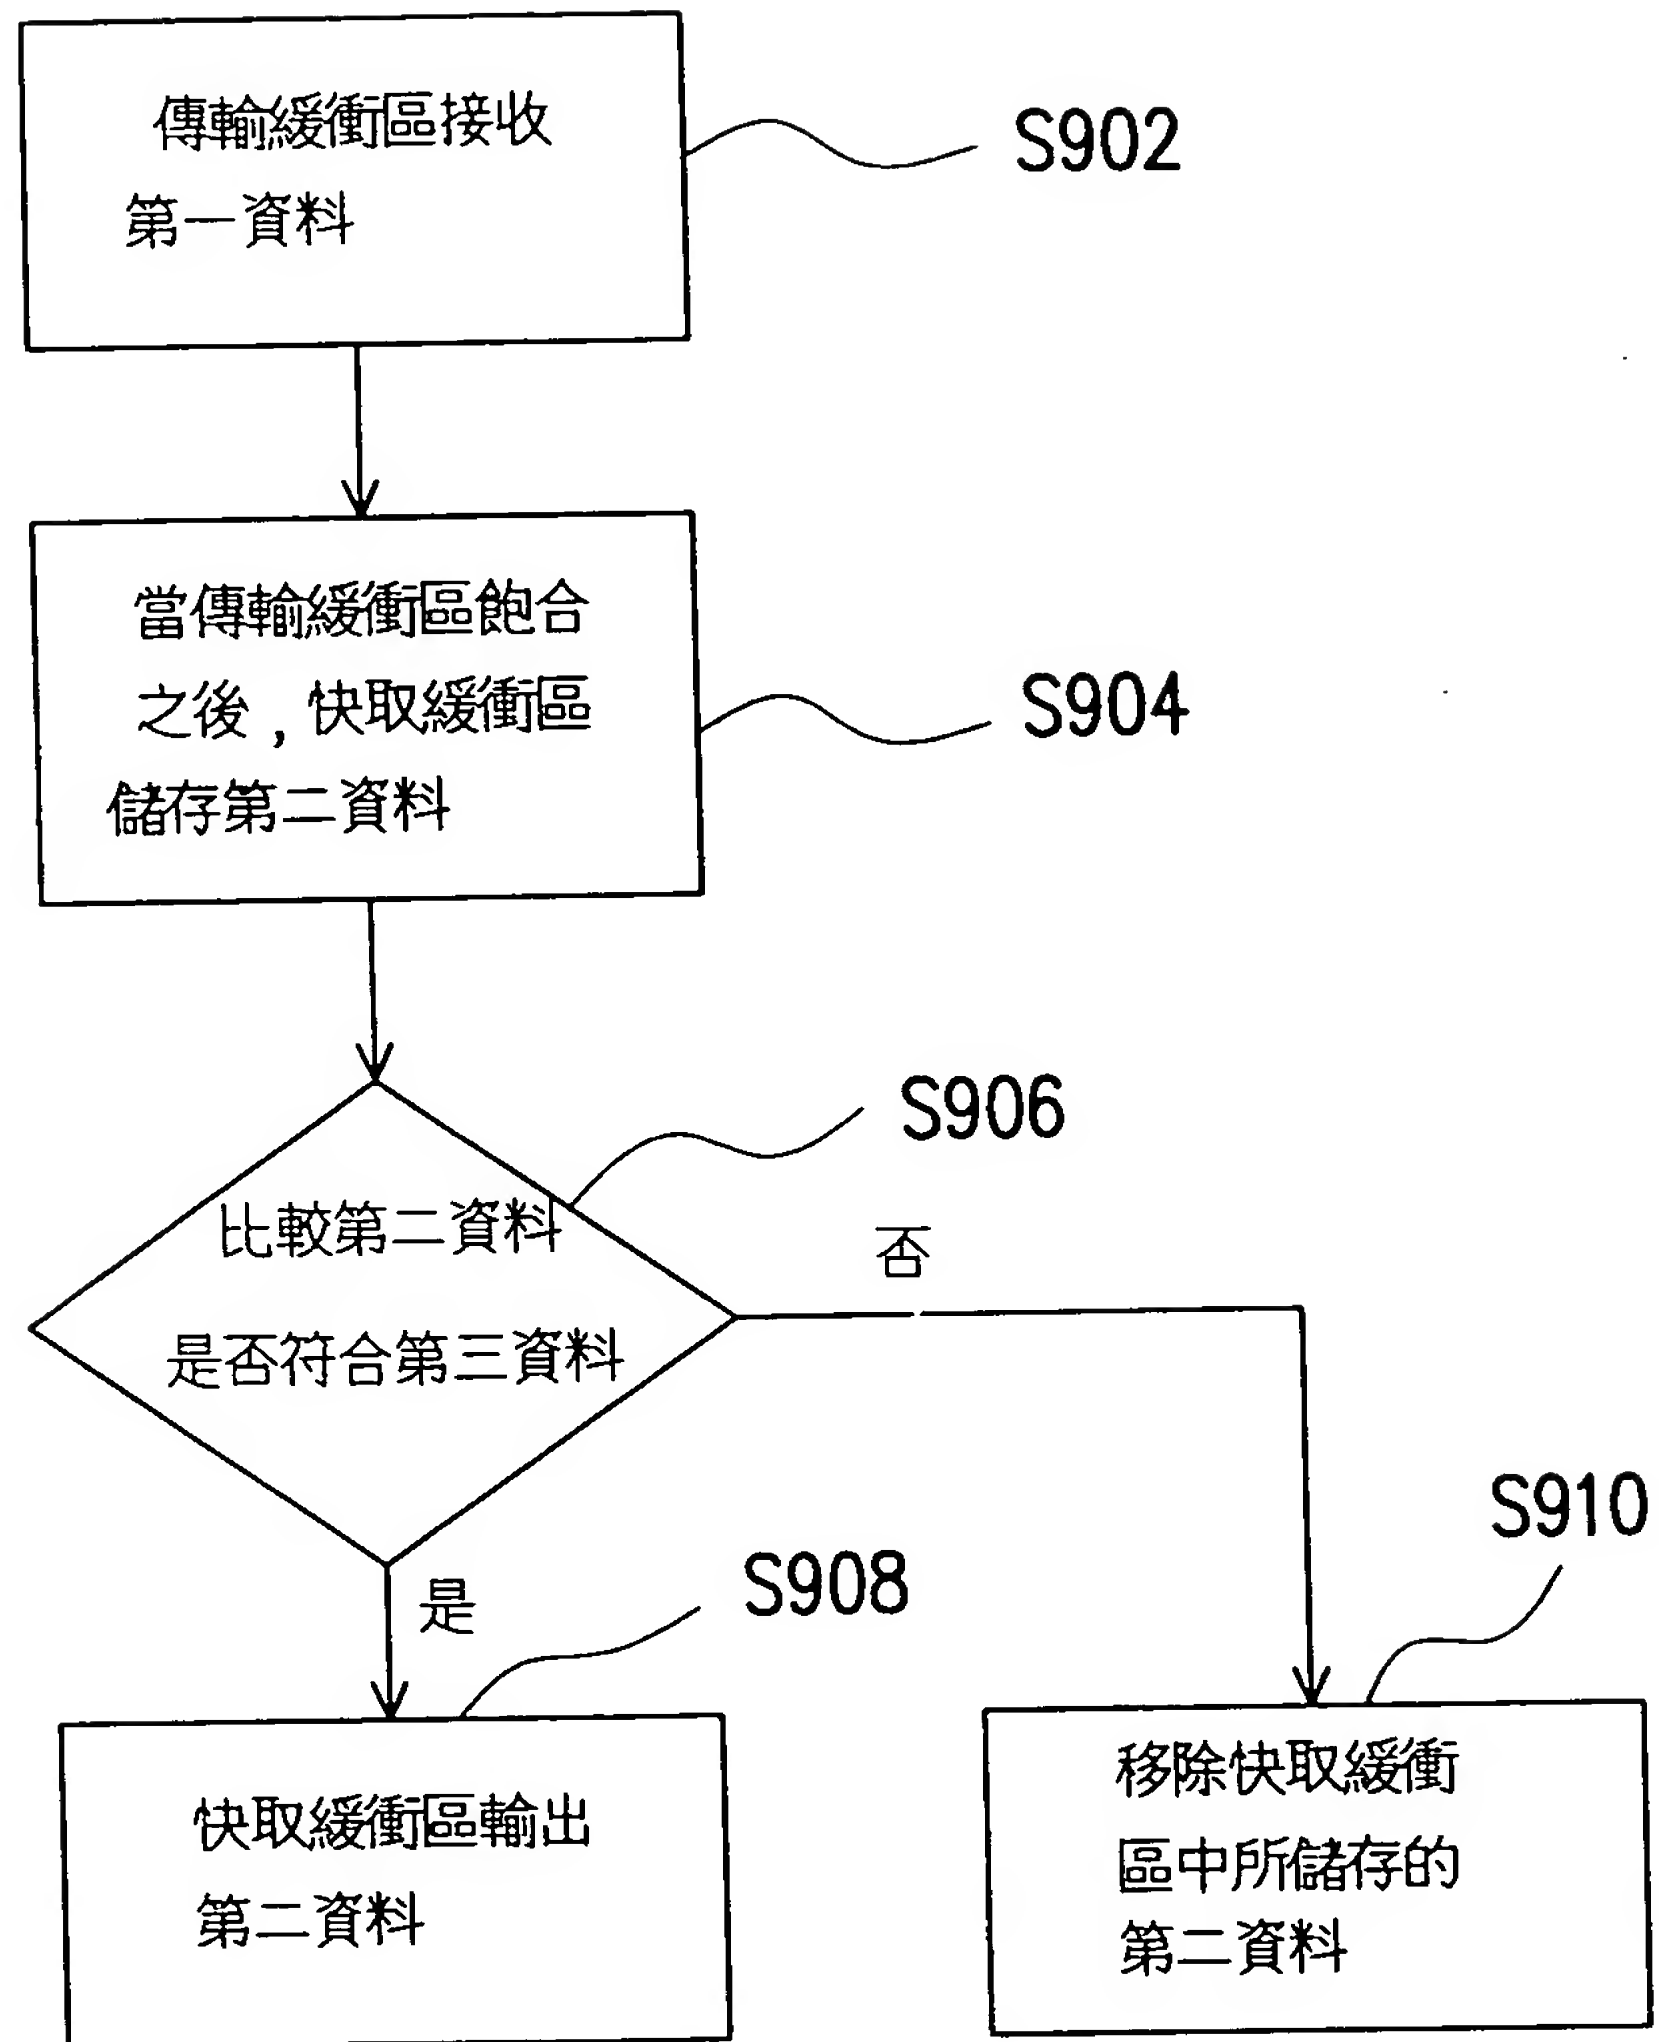 傳輸緩衝區接收
第一資料
S902
當傳輸緩衝區飽合
之後,快取緩衝區
儲存第二資料
S904
S906
比較第二資料
是否符合第三資料
否
是
S908
S910
快取緩衝區輸出
第二資料
移除快取緩衝
區中所儲存的
第二資料